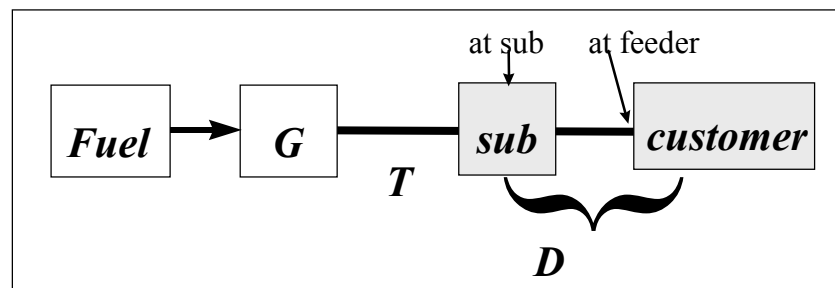 at sub
at feeder
Fuel
G
sub
customer
T
D